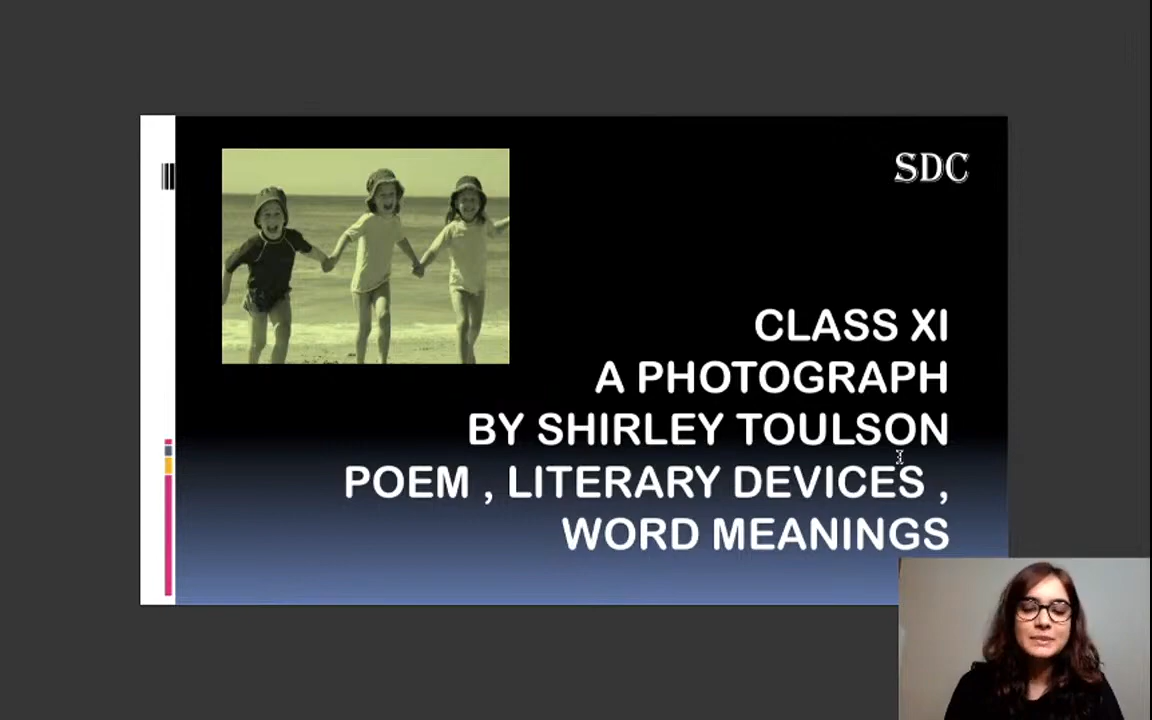 SDC
CLASS XI
A PHOTOGRAPH
BY SHIRLEY TOULSON
POEM , LITERARY DEVICES ,
WORD MEANINGS